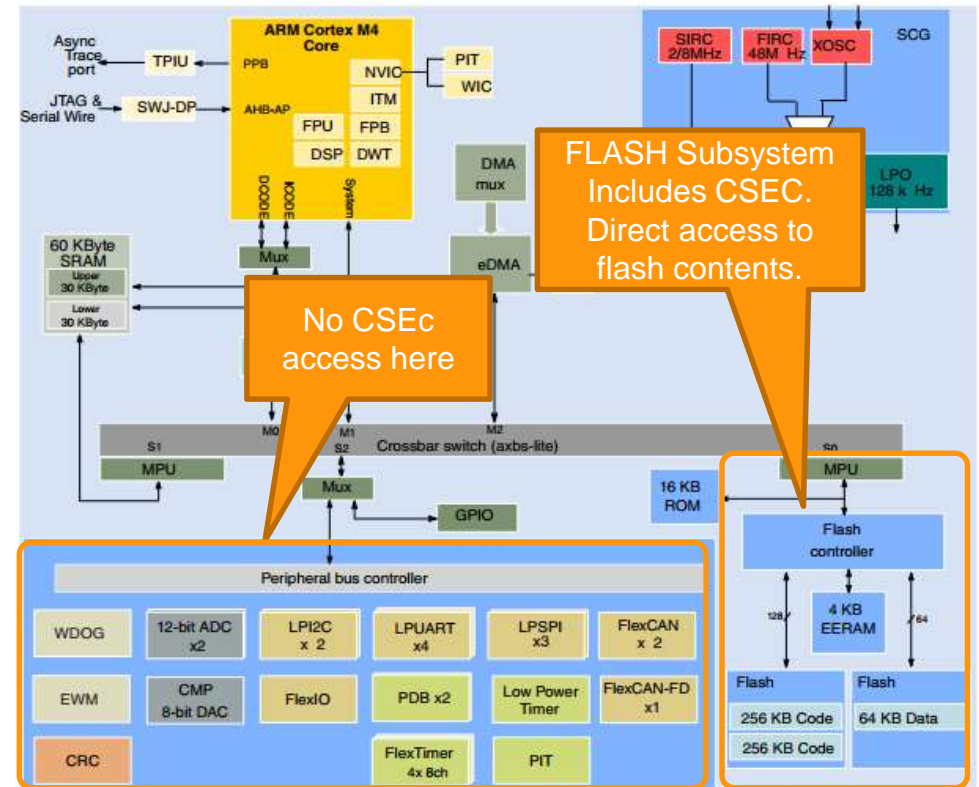 Async
Trace
port
TPIU
JTAG &
Serial Wire
SWJ-DP
ARM Cortex M4
Core
PPB
AHB-AP
NVIC
ITM
FPU
FPB
DSP
DWT
DCODE
ICODE
System
PIT
WIC
SCG
SIRC
2/8MHz
FIRC
48M Hz
XOSC
LPO
128 k Hz
DMA
mux
eDMA
FLASH Subsystem
Includes CSEC.
Direct access to
flash contents.
60 KByte
SRAM
Upper
30 KByte
Lower
30 KByte
Mux
No CSEc
access here
M0
M1
M2
S1
S2
Crossbar switch (axbs-lite)
S0
MPU
Mux
GPIO
16 KB
ROM
MPU
Flash
controller
128
4 KB
EERAM
64
Flash
256 KB Code
256 KB Code
Flash
64 KB Data
Peripheral bus controller
WDOG
12-bit ADC
x2
LPI2C
x 2
LPUART
x4
LPSPI
x3
FlexCAN
x 2
EWM
CMP
8-bit DAC
FlexIO
PDB x2
Low Power
Timer
FlexCAN-FD
x1
CRC
FlexTimer
4x 8ch
PIT